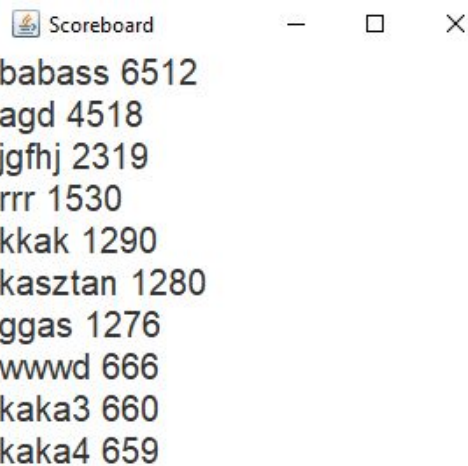 Scoreboard
babass 6512
agd 4518
jgfhj 2319
rrr 1530
kkak 1290
kasztan 1280
ggas 1276
wwwd 666
kaka3 660
kaka4 659